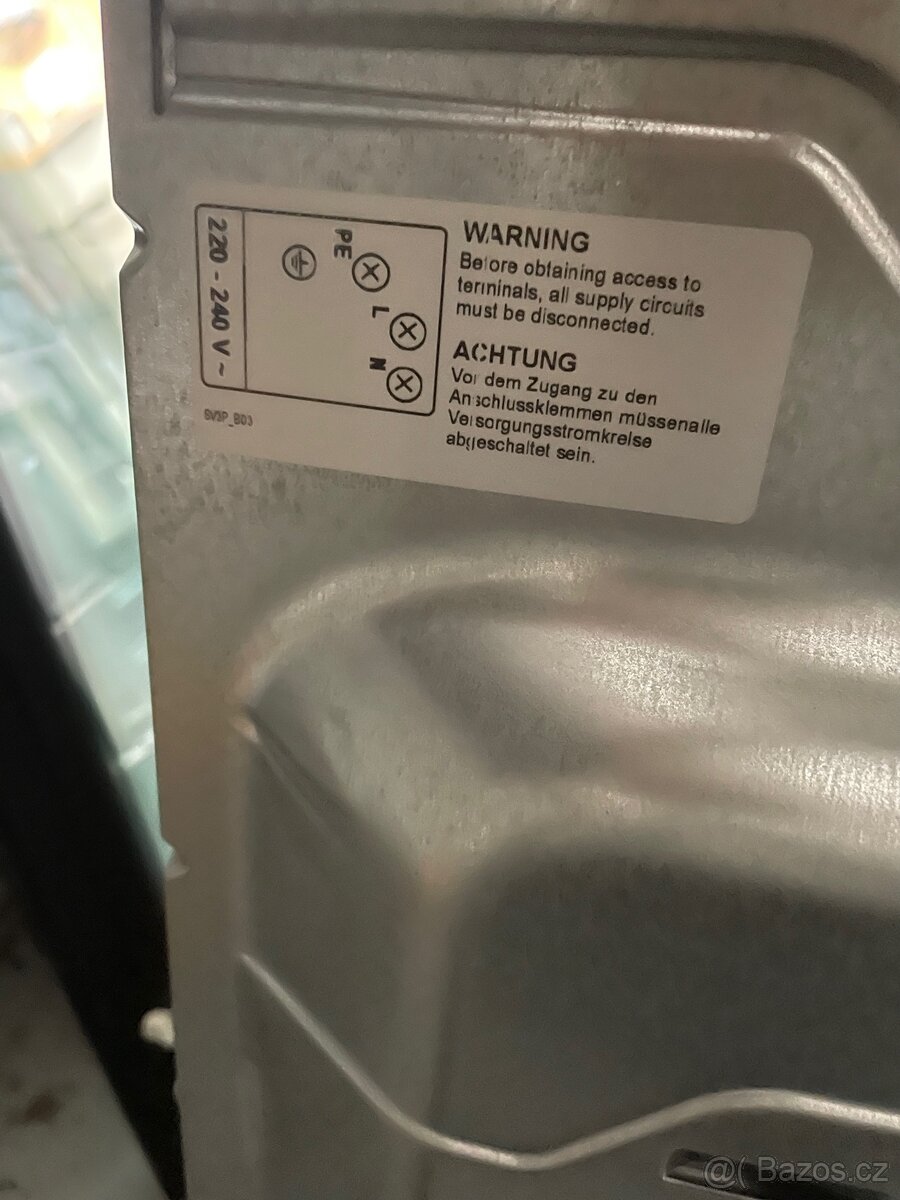 220 - 240 V ~
PE
L
N
SV3P_B03
WARNING
Before obtaining access to
terminals, all supply circuits
must be disconnected.
ACHTUNG
Vor dem Zugang zu den
Anschlussklemmen müssenalle
Versorgungsstromkreise
abgeschaltet sein.
@( Bazos.cz